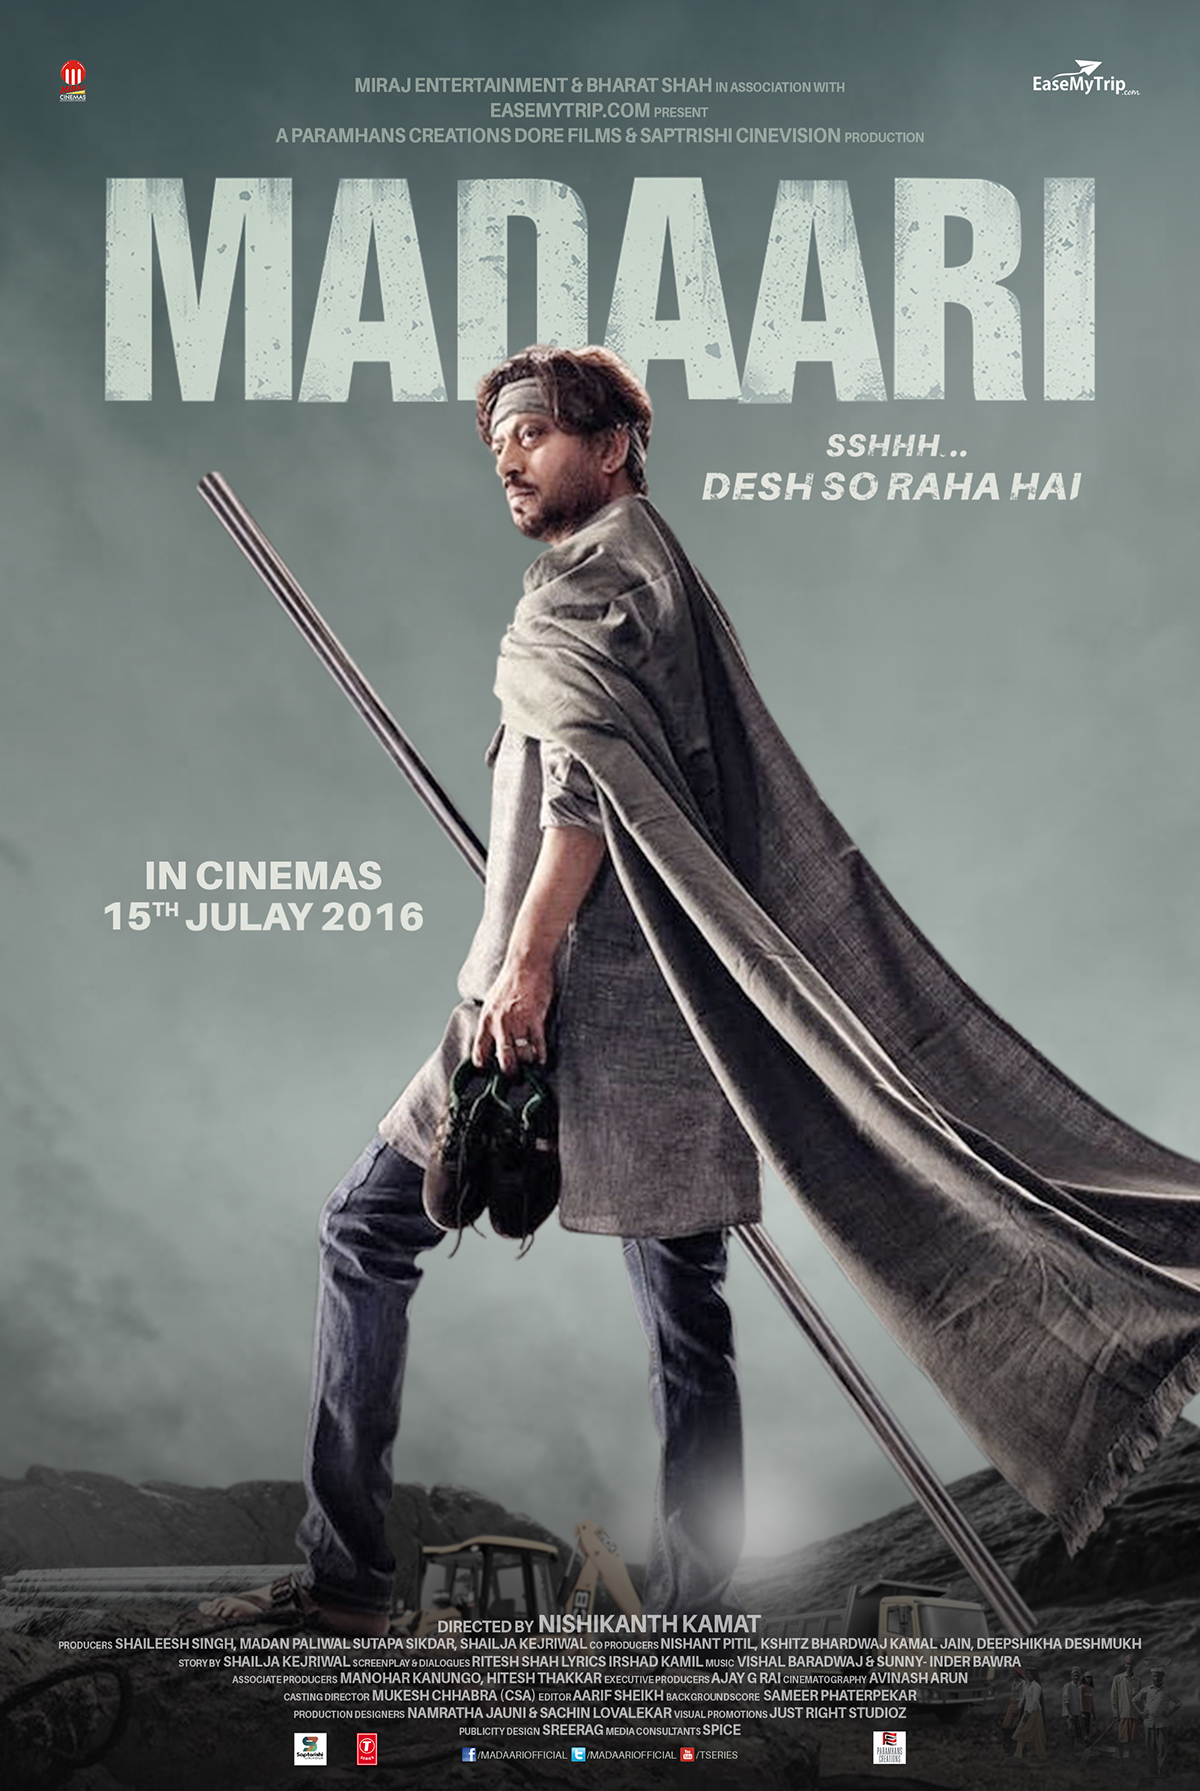 CINEMAS
EaseMyTrip.com
MIRAJ ENTERTAINMENT & BHARAT SHAH IN ASSOCIATION WITH
EASEMYTRIP.COM PRESENT
A PARAMHANS CREATIONS DORE FILMS & SAPTRISHI CINEVISION PRODUCTION
MADAARI
SSHHH...
DESH SO RAHA HAI
IN CINEMAS
15TH JULAY 2016
DIRECTED BY NISHIKANTH KAMAT
PRODUCERS SHAILEESH SINGH, MADAN PALIWAL SUTAPA SIKDAR, SHAILJA KEJRIWAL CO PRODUCERS NISHANT PITIL, KSHITZ BHARDWAJ KAMAL JAIN, DEEPSHIKHA DESHMUKH
STORY BY SHAILJA KEJRIWAL SCREENPLAY & DIALOGUES RITESH SHAH LYRICS IRSHAD KAMIL MUSIC VISHAL BARADWAJ & SUNNY- INDER BAWRA
ASSOCIATE PRODUCERS MANOHAR KANUNGO, HITESH THAKKAR EXECUTIVE PRODUCERS AJAY G RAI CINEMATOGRAPHY AVINASH ARUN
CASTING DIRECTOR MUKESH CHHABRA (CSA) EDITOR AARIF SHEIKH BACKGROUNDSCORE SAMEER PHATERPEKAR
PRODUCTION DESIGNERS NAMRATHA JAUNI & SACHIN LOVALEKAR VISUAL PROMOTIONS JUST RIGHT STUDIOZ
PUBLICITY DESIGN SREERAG MEDIA CONSULTANTS SPICE
Saptarishi
/MADAARIOFFICIAL /MADAARIOFFICIAL /TSERIES
PARAMHANS
CREATIONS